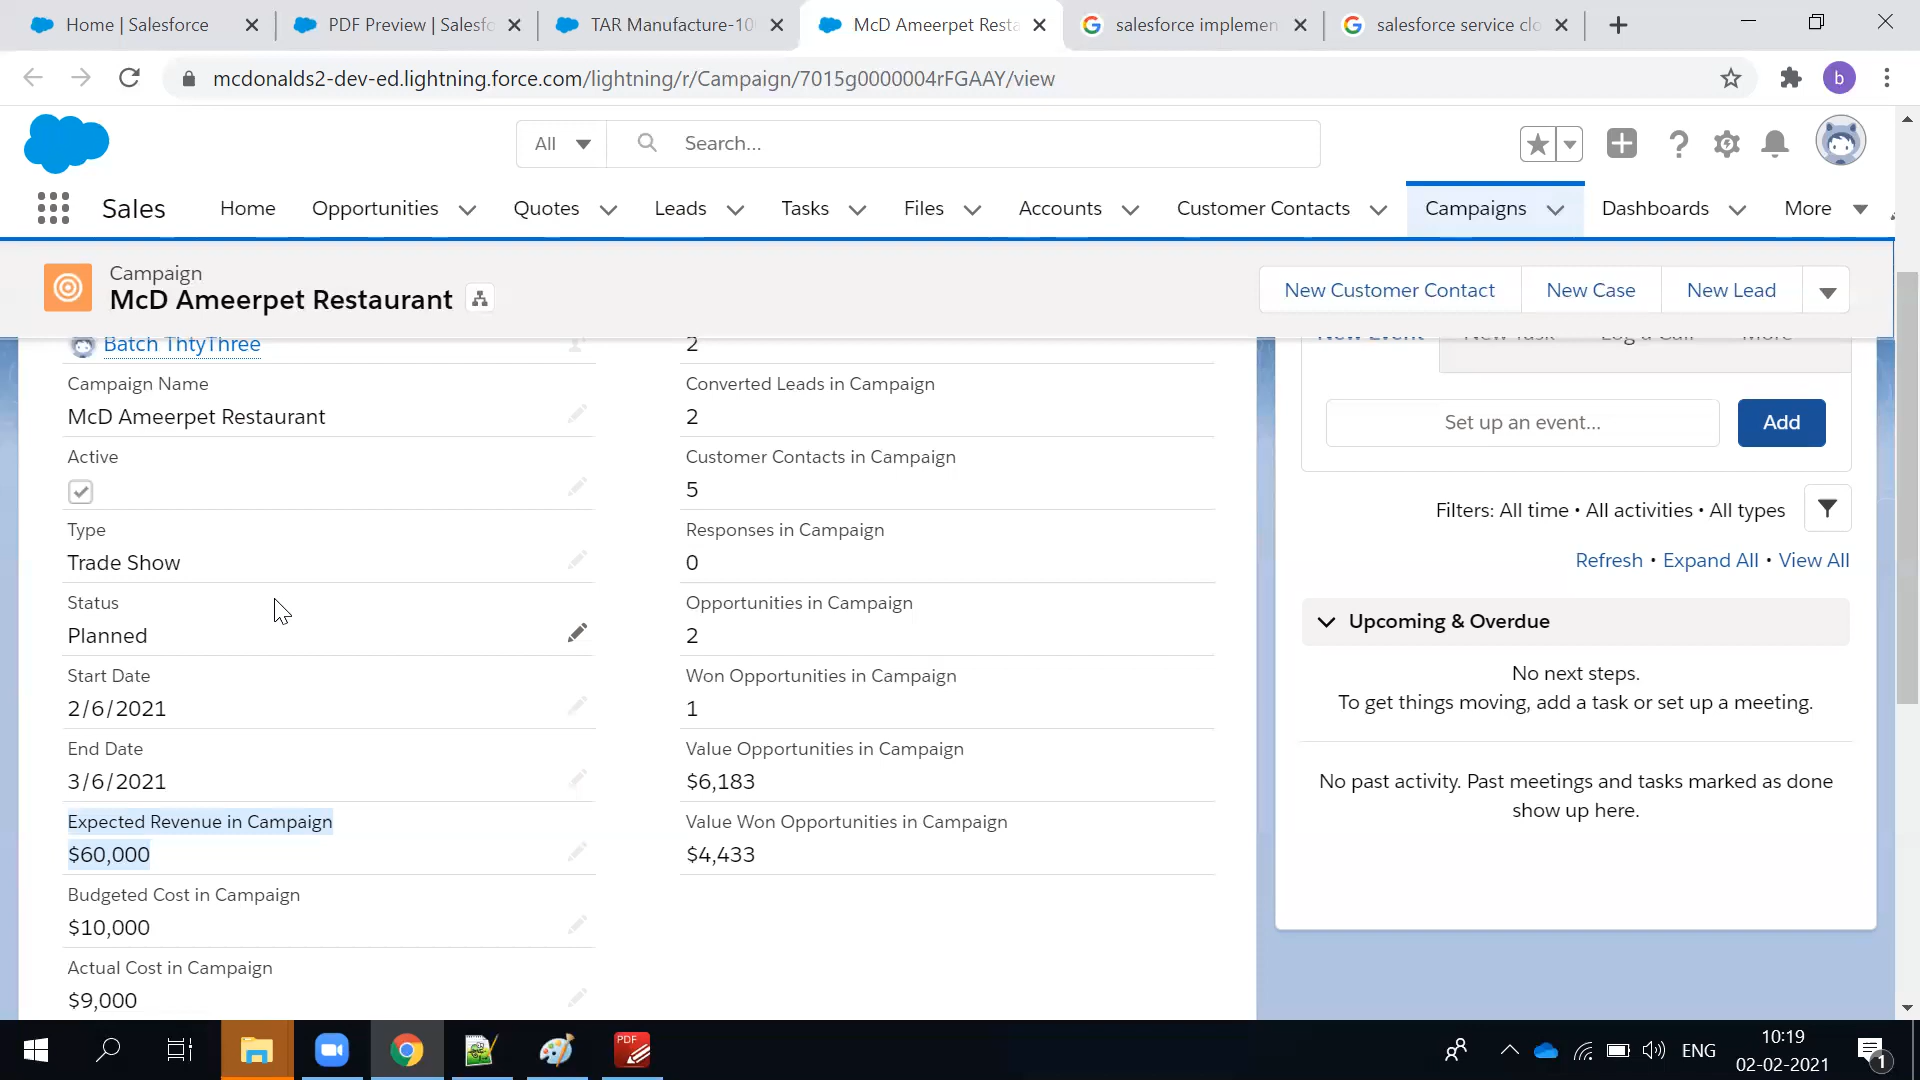 Home | Salesforce
PDF Preview | Salesfo
TAR Manufacture-10
McD Ameerpet Resta
salesforce implemen
salesforce service clo
mcdonalds2-dev-ed.lightning.force.com/lightning/r/Campaign/7015g0000004rFGAAY/view
b
All
Search...
Sales
Home
Opportunities
Quotes
Leads
Tasks
Files
Accounts
Customer Contacts
Campaigns
Dashboards
More
Campaign
McD Ameerpet Restaurant
New Customer Contact
New Case
New Lead
Batch ThtyThree
Campaign Name
McD Ameerpet Restaurant
Active
Type
Trade Show
Status
Planned
Start Date
2/6/2021
End Date
3/6/2021
Expected Revenue in Campaign
$60,000
Budgeted Cost in Campaign
$10,000
Actual Cost in Campaign
$9,000
2
Converted Leads in Campaign
2
Customer Contacts in Campaign
5
Responses in Campaign
0
Opportunities in Campaign
2
Won Opportunities in Campaign
1
Value Opportunities in Campaign
$6,183
Value Won Opportunities in Campaign
$4,433
New Event
New Task
Log a Call
More
Set up an event...
Add
Filters: All time • All activities • All types
Refresh • Expand All • View All
Upcoming & Overdue
No next steps.
To get things moving, add a task or set up a meeting.
No past activity. Past meetings and tasks marked as done
show up here.
PDF
ENG
10:19
02-02-2021
1